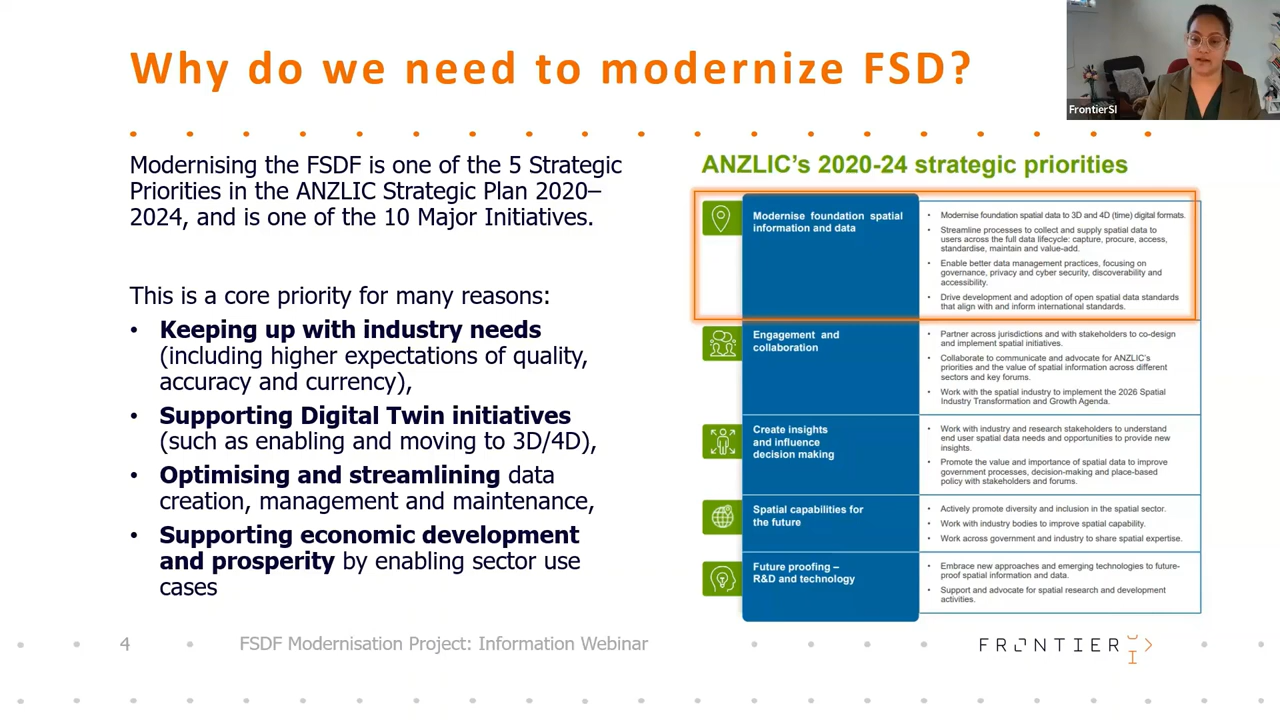 Why do we need to modernize FSD?
FrontierSI
Modernising the FSDF is one of the 5 Strategic
Priorities in the ANZLIC Strategic Plan 2020–
2024, and is one of the 10 Major Initiatives.
This is a core priority for many reasons:
• Keeping up with industry needs
(including higher expectations of quality,
accuracy and currency),
• Supporting Digital Twin initiatives
(such as enabling and moving to 3D/4D),
• Optimising and streamlining data
creation, management and maintenance,
• Supporting economic development
and prosperity by enabling sector use
cases
ANZLIC's 2020-24 strategic priorities
Modernise foundation spatial
information and data
• Modernise foundation spatial data to 3D and 4D (time) digital formats.
• Streamline processes to collect and supply spatial data to
users across the full data lifecycle: capture, procure, access,
standardise, maintain and value-add.
• Enable better data management practices, focusing on
governance, privacy and cyber security, discoverability and
accessibility.
• Drive development and adoption of open spatial data standards
that align with and inform international standards.
Engagement and
collaboration
• Partner across jurisdictions and with stakeholders to co-design
and implement spatial initiatives.
• Collaborate to communicate and advocate for ANZLIC's
priorities and the value of spatial information across different
sectors and key forums.
• Work with the spatial industry to implement the 2026 Spatial
Industry Transformation and Growth Agenda.
Create insights
and influence
decision making
• Work with industry and research stakeholders to understand
end user spatial data needs and opportunities to provide new
insights.
• Promote the value and importance of spatial data to improve
government processes, decision-making and place-based
policy with stakeholders and forums.
Spatial capabilities for
the future
• Actively promote diversity and inclusion in the spatial sector.
• Work with industry bodies to improve spatial capability.
• Work across government and industry to share spatial expertise.
Future proofing –
R&D and technology
• Embrace new approaches and emerging technologies to future-
proof spatial information and data.
• Support and advocate for spatial research and development
activities.
4
FSDF Modernisation Project: Information Webinar
FRONTIER SI